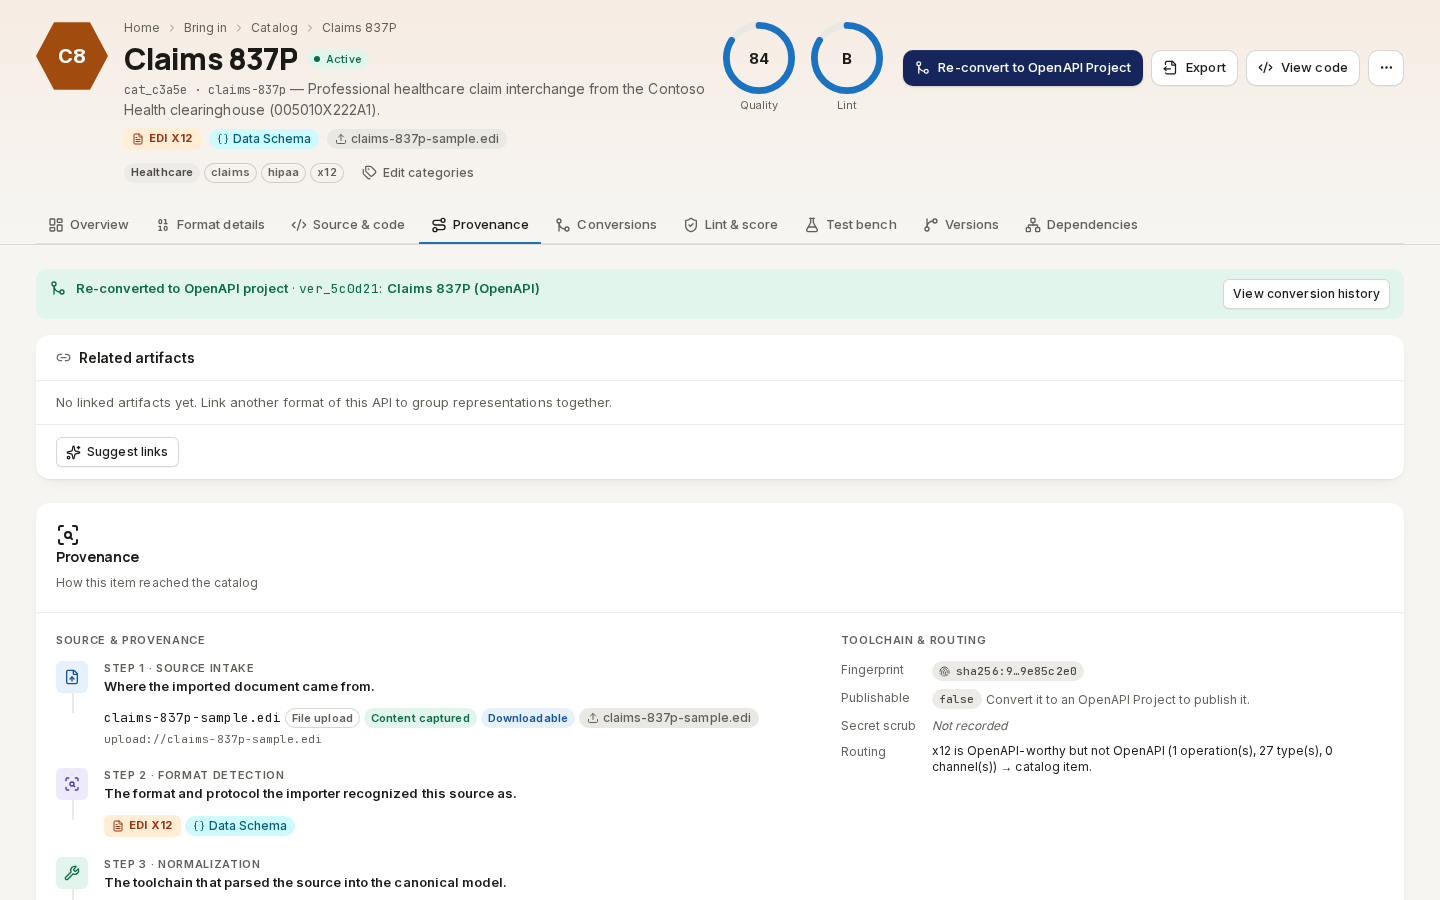 C8
Home > Bring in > Catalog > Claims 837P
Claims 837P
Active
cat_c3a5e · claims-837p — Professional healthcare claim interchange from the Contoso
Health clearinghouse (005010X222A1).
EDI X12
{} Data Schema
claims-837p-sample.edi
Healthcare
claims
hipaa
x12
Edit categories
84
Quality
B
Lint
Re-convert to OpenAPI Project
Export
View code
Overview
Format details
Source & code
Provenance
Conversions
Lint & score
Test bench
Versions
Dependencies
Re-converted to OpenAPI project · ver_5c0d21: Claims 837P (OpenAPI)
View conversion history
Related artifacts
No linked artifacts yet. Link another format of this API to group representations together.
Suggest links
Provenance
How this item reached the catalog
SOURCE & PROVENANCE
STEP 1 · SOURCE INTAKE
Where the imported document came from.
claims-837p-sample.edi File upload Content captured Downloadable claims-837p-sample.edi
upload://claims-837p-sample.edi
STEP 2 · FORMAT DETECTION
The format and protocol the importer recognized this source as.
EDI X12 {} Data Schema
STEP 3 · NORMALIZATION
The toolchain that parsed the source into the canonical model.
TOOLCHAIN & ROUTING
Fingerprint sha256:9…9e85c2e0
Publishable false Convert it to an OpenAPI Project to publish it.
Secret scrub Not recorded
Routing x12 is OpenAPI-worthy but not OpenAPI (1 operation(s), 27 type(s), 0
channel(s)) → catalog item.